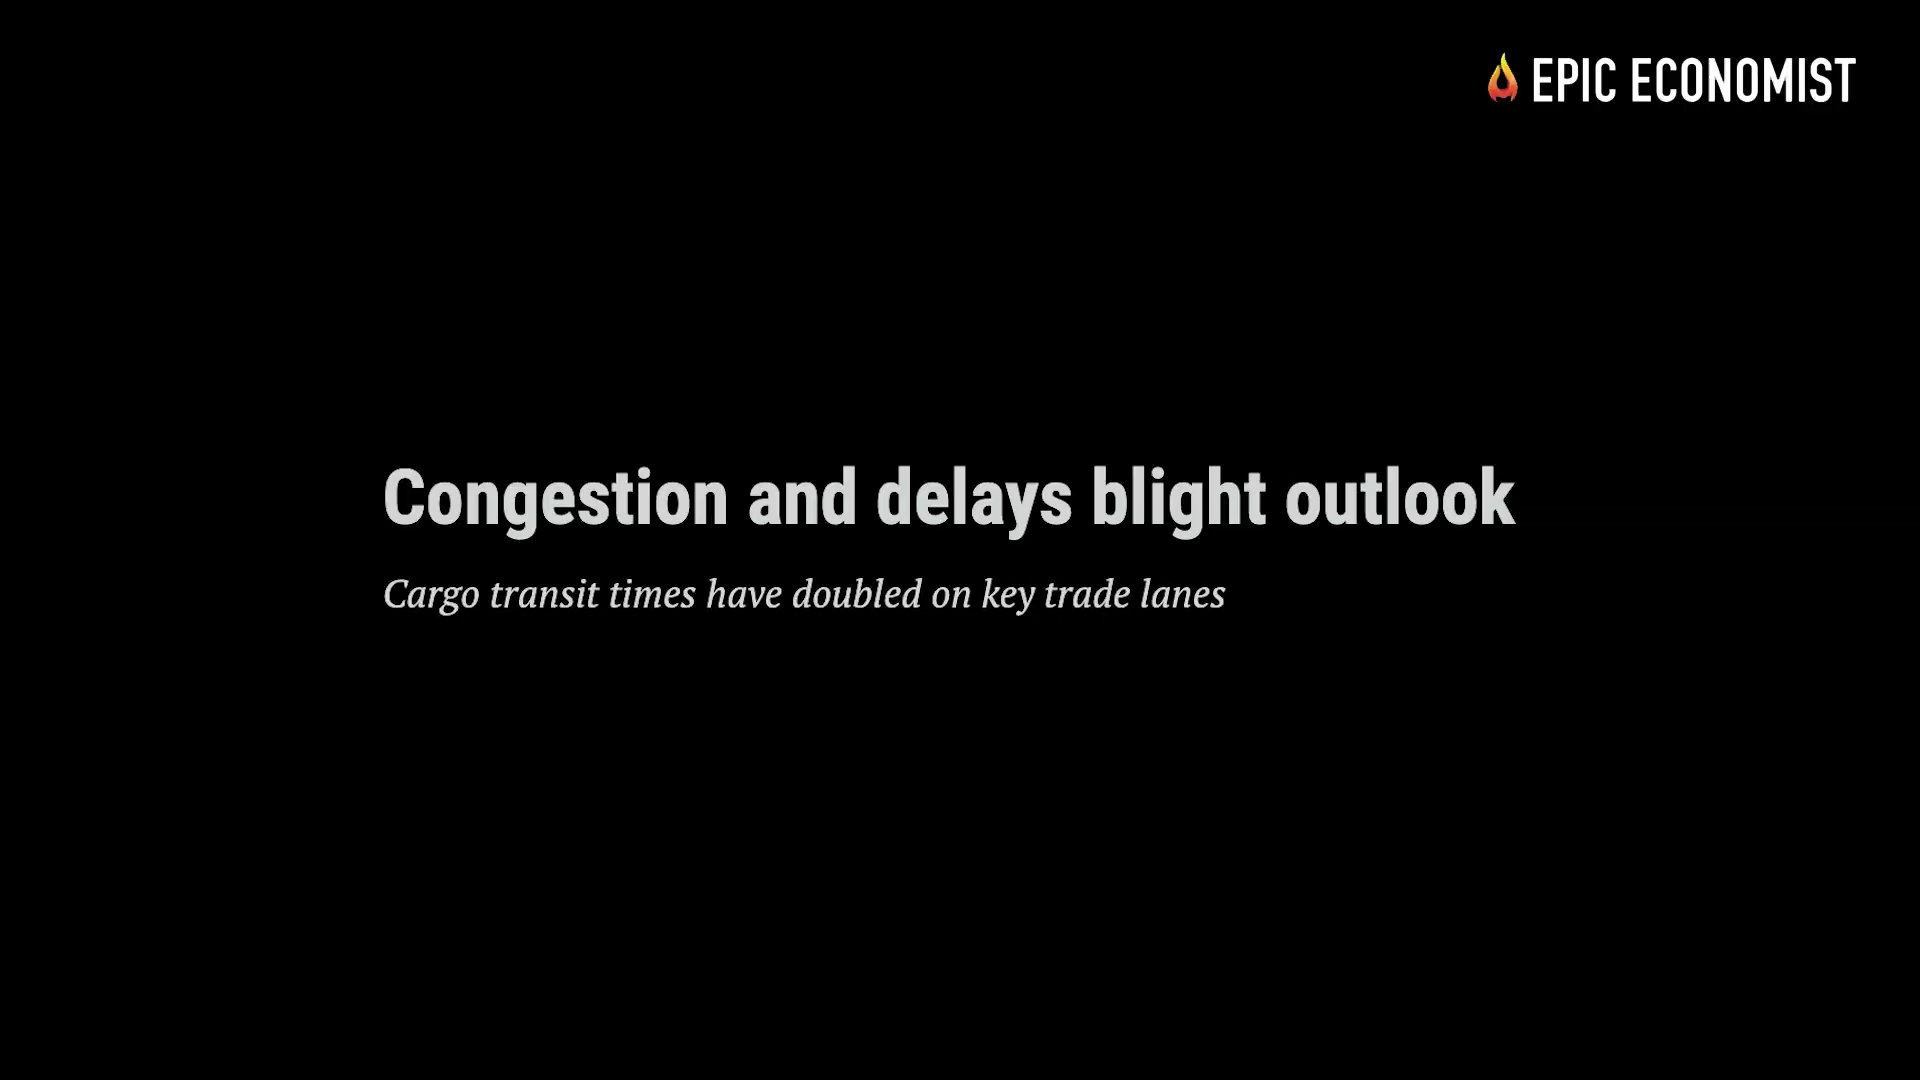 EPIC ECONOMIST
Congestion and delays blight outlook
Cargo transit times have doubled on key trade lanes